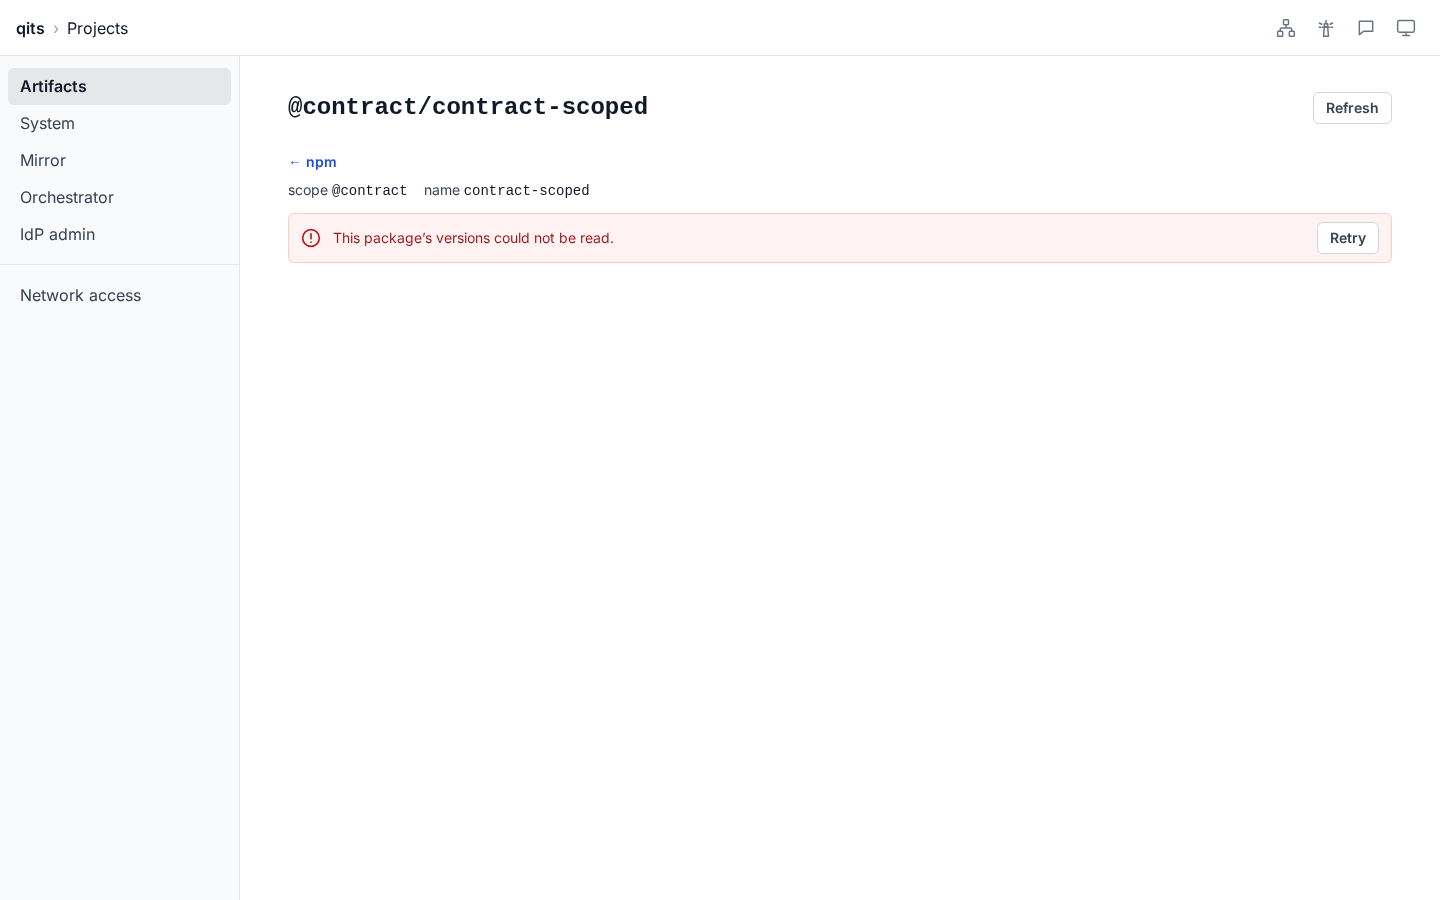 qits › Projects
Artifacts
System
Mirror
Orchestrator
IdP admin
Network access
@contract/contract-scoped
Refresh
← npm
scope @contract name contract-scoped
This package’s versions could not be read.
Retry